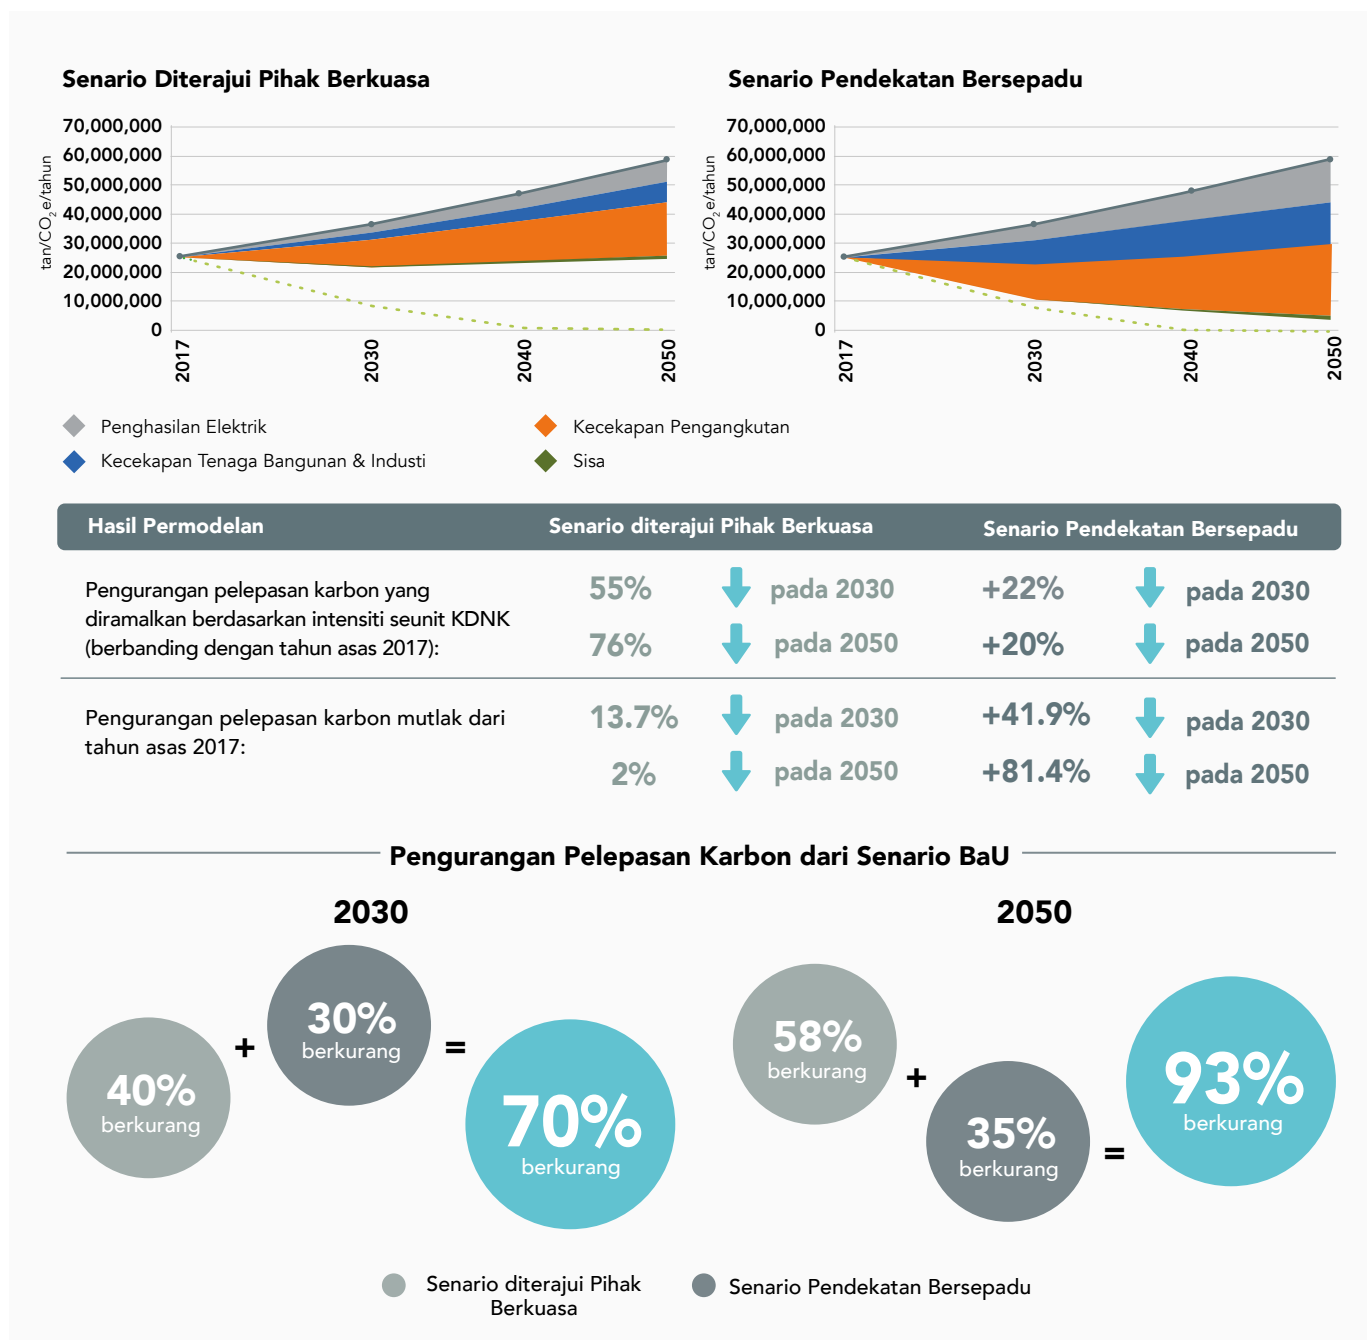 Senario Diterajui Pihak Berkuasa
70,000,000
60,000,000
50,000,000
40,000,000
30,000,000
20,000,000
10,000,000
0
tan/CO₂e/tahun
2017
2030
2040
2050
Senario Pendekatan Bersepadu
70,000,000
60,000,000
50,000,000
40,000,000
30,000,000
20,000,000
10,000,000
0
tan/CO₂e/tahun
2017
2030
2040
2050
Penghasilan Elektrik
Kecekapan Pengangkutan
Kecekapan Tenaga Bangunan & Industi
Sisa
Hasil Permodelan
Senario diterajui Pihak Berkuasa
Senario Pendekatan Bersepadu
Pengurangan pelepasan karbon yang
diramalkan berdasarkan intensiti seunit KDNK
(berbanding dengan tahun asas 2017):
55% pada 2030
+22% pada 2030
76% pada 2050
+20% pada 2050
Pengurangan pelepasan karbon mutlak dari
tahun asas 2017:
13.7% pada 2030
+41.9% pada 2030
2% pada 2050
+81.4% pada 2050
Pengurangan Pelepasan Karbon dari Senario BaU
2030
40%
berkurang
+
30%
berkurang
=
70%
berkurang
2050
58%
berkurang
+
35%
berkurang
=
93%
berkurang
Senario diterajui Pihak
Berkuasa
Senario Pendekatan Bersepadu